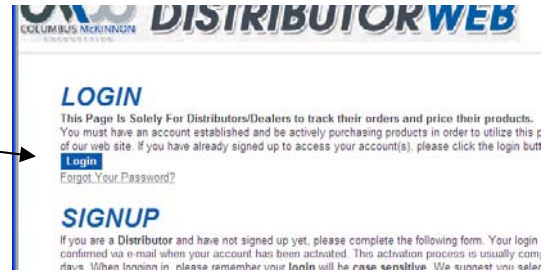 COLUMBUS McKINNON DISTRIBUTORWEB
CORPORATION
LOGIN
This Page Is Solely For Distributors/Dealers to track their orders and price their products.
You must have an account established and be actively purchasing products in order to utilize this
of our web site. If you have already signed up to access your account(s), please click the login
Login
Forgot Your Password?
SIGNUP
If you are a Distributor and have not signed up yet, please complete the following form. Your login
confirmed via e-mail when your account has been activated. This activation process is usually
days. When logging in, please remember your login will be case sensitive. We suggest you